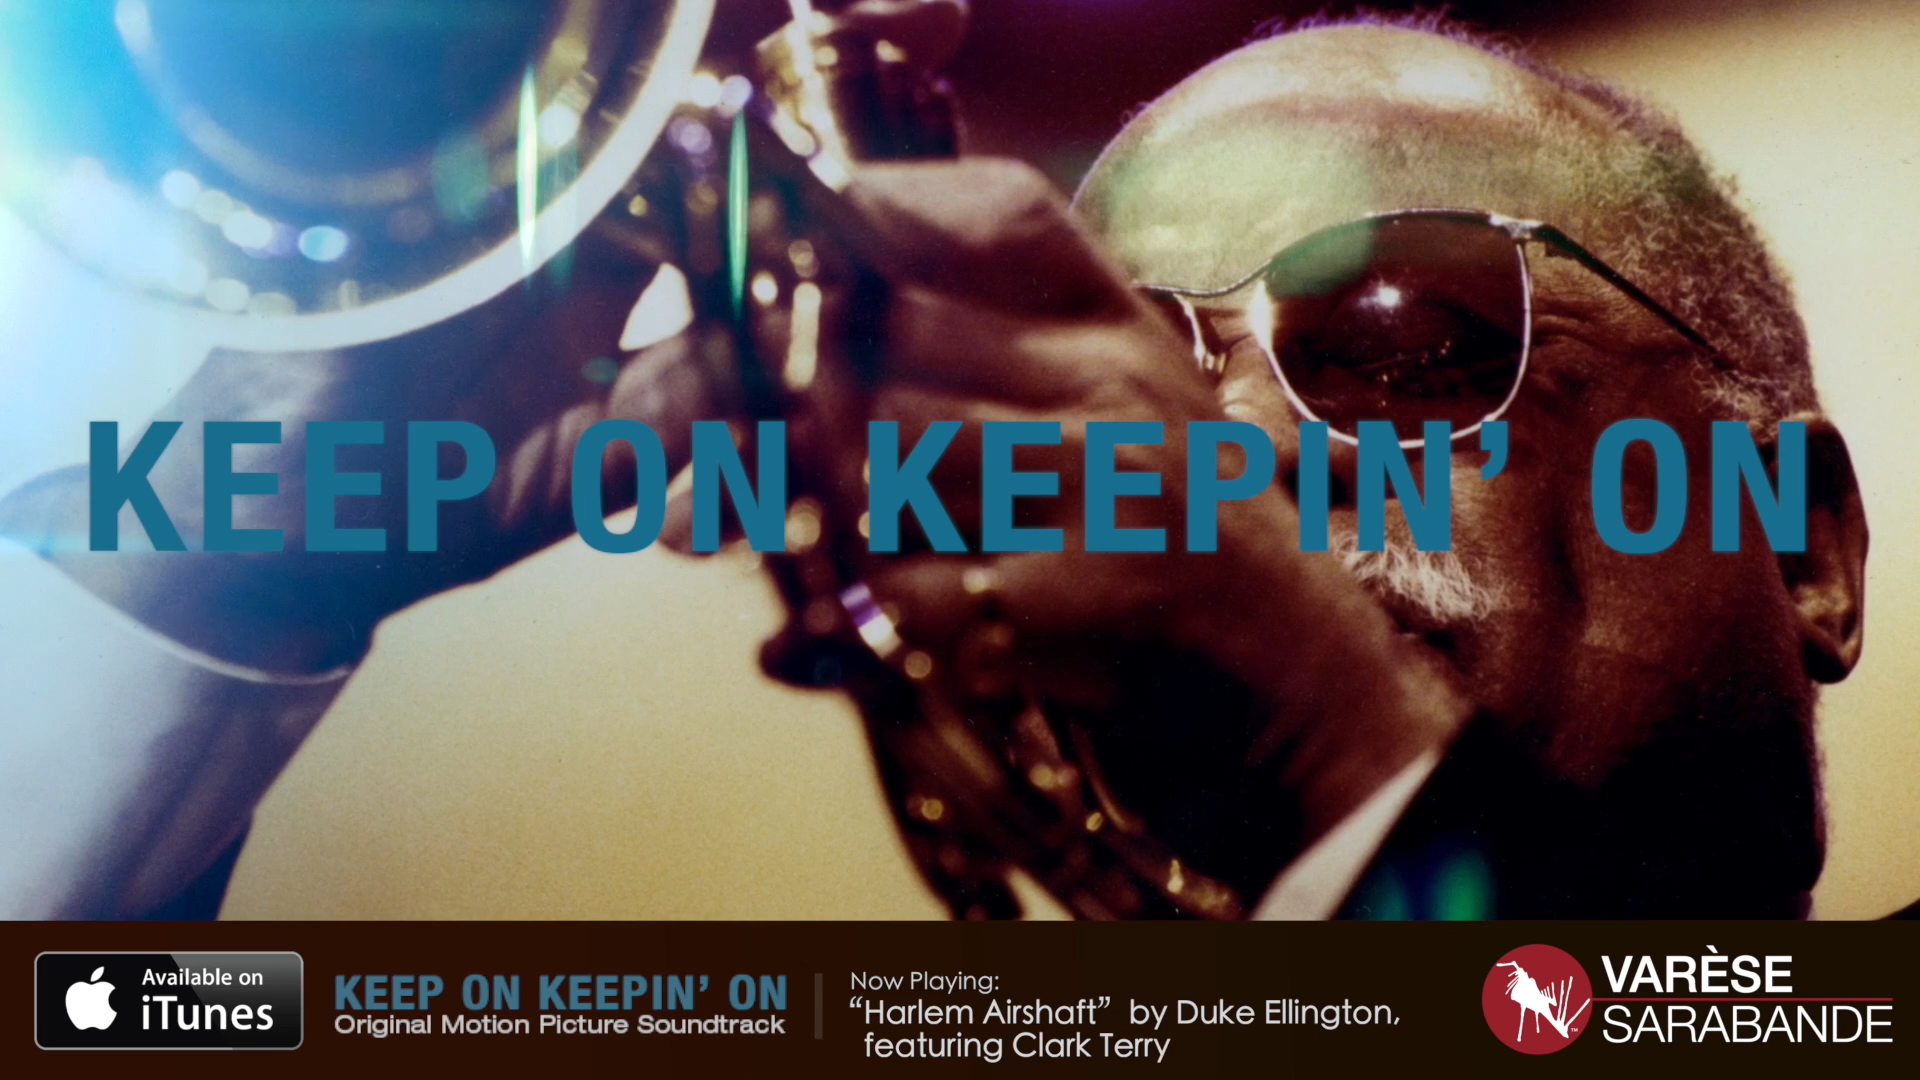 KEEP ON KEEPIN’ ON
Available on
iTunes
KEEP ON KEEPIN’ ON
Original Motion Picture Soundtrack
Now Playing:
“Harlem Airshaft” by Duke Ellington,
featuring Clark Terry
VARÈSE
SARABANDE
TM